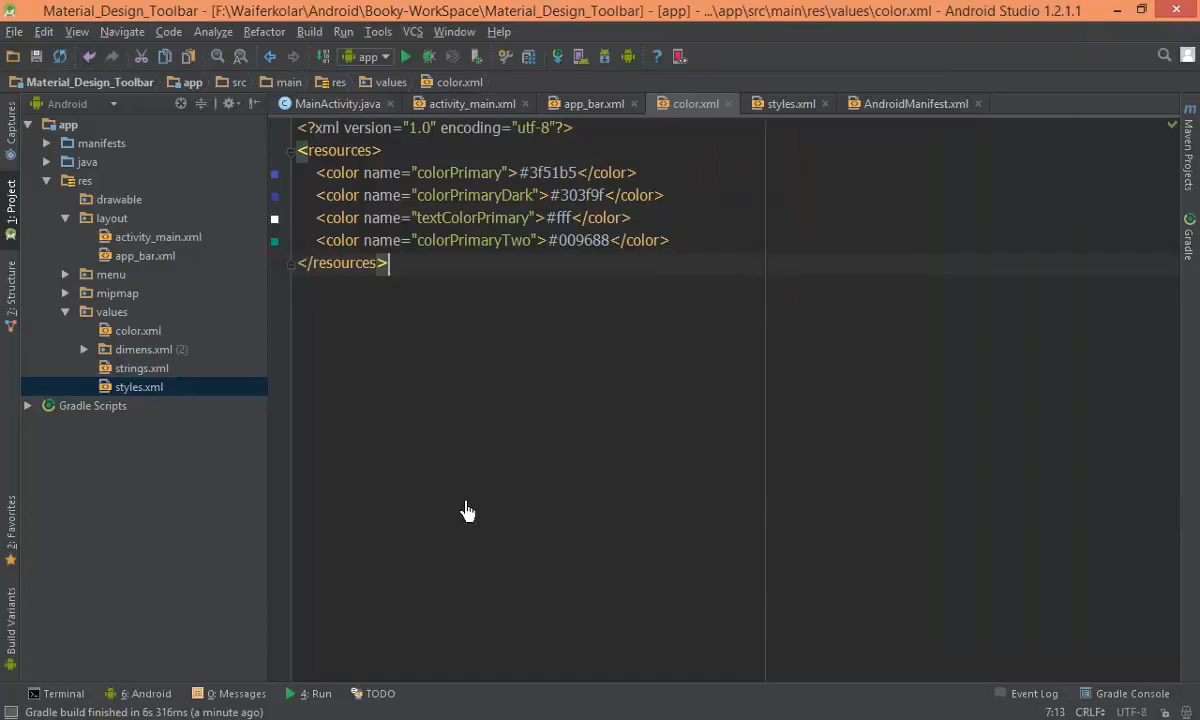 Material_Design_Toolbar - [F:\Waiferkolar\Android\Booky-WorkSpace\Material_Design_Toolbar] - [app] - ...\app\src\main\res\values\color.xml - Android Studio 1.2.1.1
File Edit View Navigate Code Analyze Refactor Build Run Tools VCS Window Help
app
Material_Design_Toolbar app src main res values color.xml
Android
MainActivity.java activity_main.xml app_bar.xml color.xml styles.xml AndroidManifest.xml
app
manifests
java
res
drawable
layout
activity_main.xml
app_bar.xml
menu
mipmap
values
color.xml
dimens.xml (2)
strings.xml
styles.xml
Gradle Scripts
<?xml version="1.0" encoding="utf-8"?>
<resources>
<color name="colorPrimary">#3f51b5</color>
<color name="colorPrimaryDark">#303f9f</color>
<color name="textColorPrimary">#fff</color>
<color name="colorPrimaryTwo">#009688</color>
</resources>
Captures
1: Project
7: Structure
2: Favorites
Build Variants
m
Maven Projects
Gradle
Terminal 6: Android 0: Messages 4: Run TODO Event Log Gradle Console
Gradle build finished in 6s 316ms (a minute ago) 7:13 CRLF UTF-8